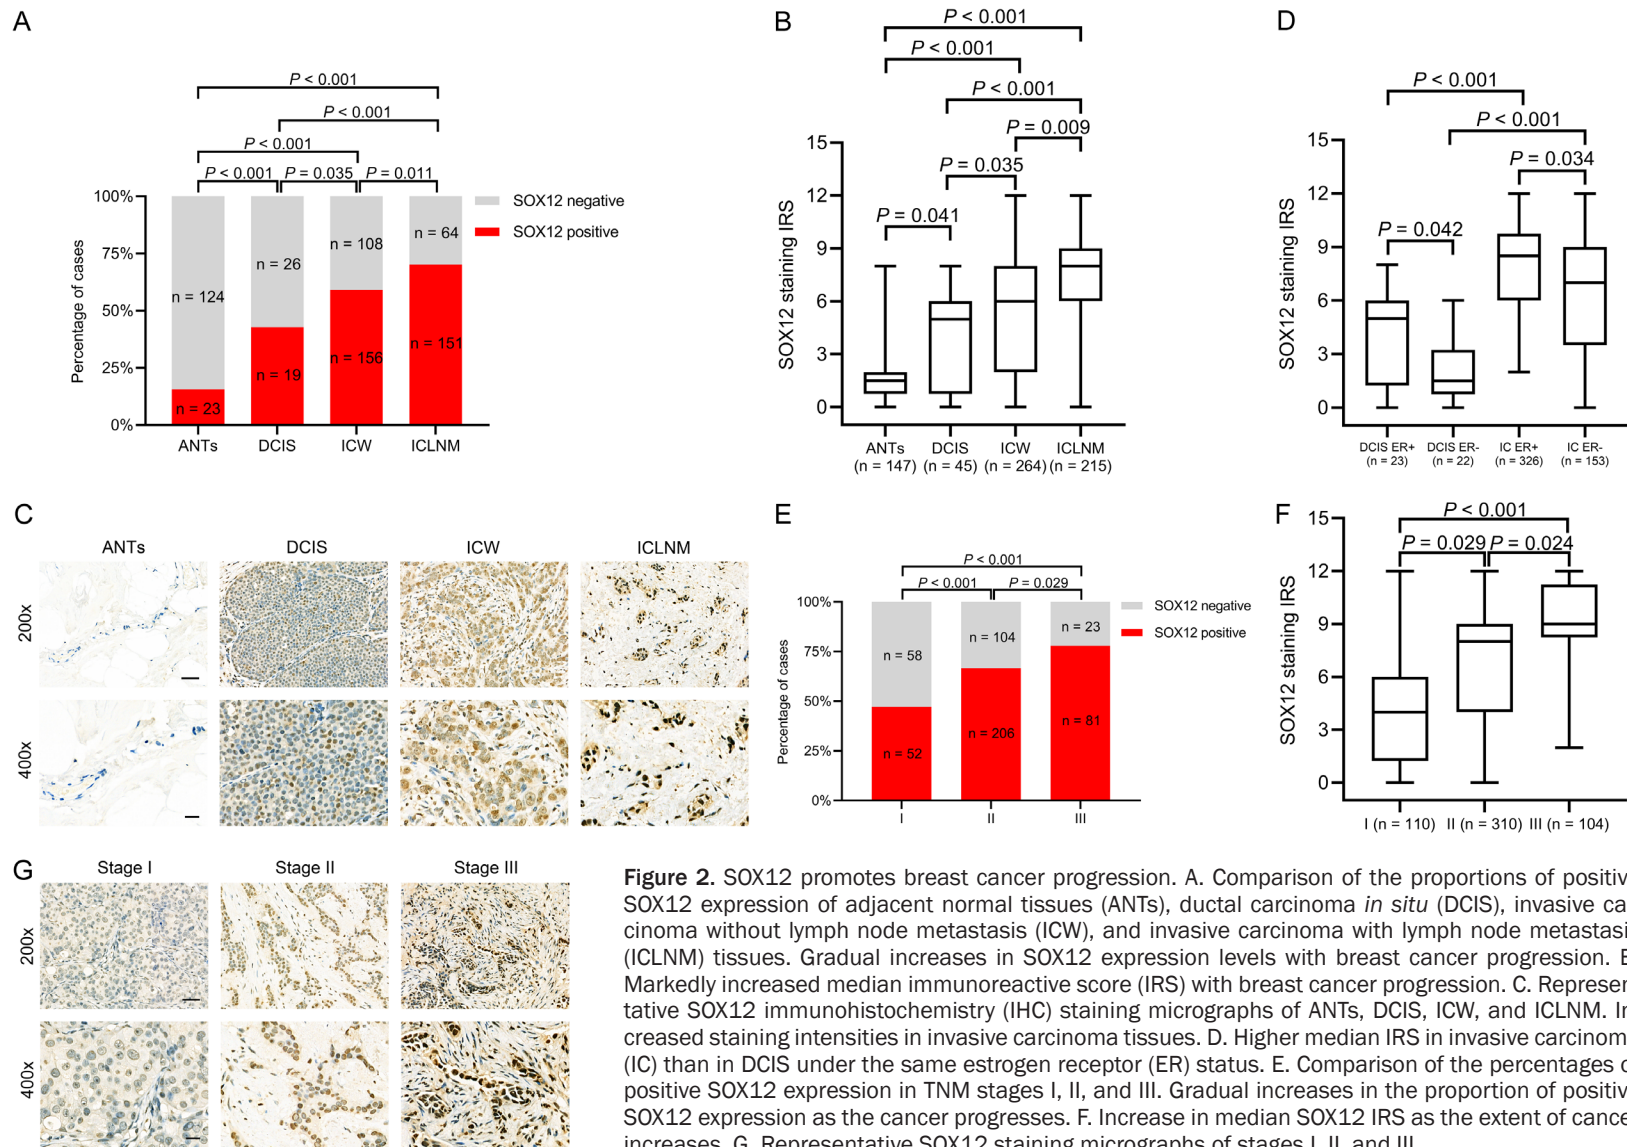 A
P < 0.001
P < 0.001
P < 0.001
P < 0.001
P = 0.035
P = 0.011
100%
75%
50%
25%
0%
Percentage of cases
n = 124
n = 23
n = 26
n = 19
n = 108
n = 156
n = 64
n = 151
SOX12 negative
SOX12 positive
ANTs
DCIS
ICW
ICLNM
B
P < 0.001
P < 0.001
P < 0.001
P = 0.009
P = 0.035
P = 0.041
15
12
9
6
3
0
SOX12 staining IRS
ANTs
(n = 147)
DCIS
(n = 45)
ICW
(n = 264)
ICLNM
(n = 215)
D
P < 0.001
P < 0.001
P = 0.034
P = 0.042
15
12
9
6
3
0
SOX12 staining IRS
DCIS ER+
(n = 23)
DCIS ER-
(n = 22)
IC ER+
(n = 326)
IC ER-
(n = 153)
C
ANTs
DCIS
ICW
ICLNM
200x
400x
E
P < 0.001
P < 0.001
P = 0.029
100%
75%
50%
25%
0%
Percentage of cases
n = 58
n = 52
n = 104
n = 206
n = 23
n = 81
SOX12 negative
SOX12 positive
I
II
III
F
P < 0.001
P = 0.029
P = 0.024
15
12
9
6
3
0
SOX12 staining IRS
I (n = 110)
II (n = 310)
III (n = 104)
G
Stage I
Stage II
Stage III
200x
400x
Figure 2. SOX12 promotes breast cancer progression. A. Comparison of the proportions of positiv
SOX12 expression of adjacent normal tissues (ANTs), ductal carcinoma in situ (DCIS), invasive ca
cinoma without lymph node metastasis (ICW), and invasive carcinoma with lymph node metastasi
(ICLNM) tissues. Gradual increases in SOX12 expression levels with breast cancer progression.
Markedly increased median immunoreactive score (IRS) with breast cancer progression. C. Represen
tative SOX12 immunohistochemistry (IHC) staining micrographs of ANTs, DCIS, ICW, and ICLNM. In
creased staining intensities in invasive carcinoma tissues. D. Higher median IRS in invasive carcinom
(IC) than in DCIS under the same estrogen receptor (ER) status. E. Comparison of the percentages o
positive SOX12 expression in TNM stages I, II, and III. Gradual increases in the proportion of positiv
SOX12 expression as the cancer progresses. F. Increase in median SOX12 IRS as the extent of cance
increases. G. Representative SOX12 staining micrographs of stages I, II, and III.